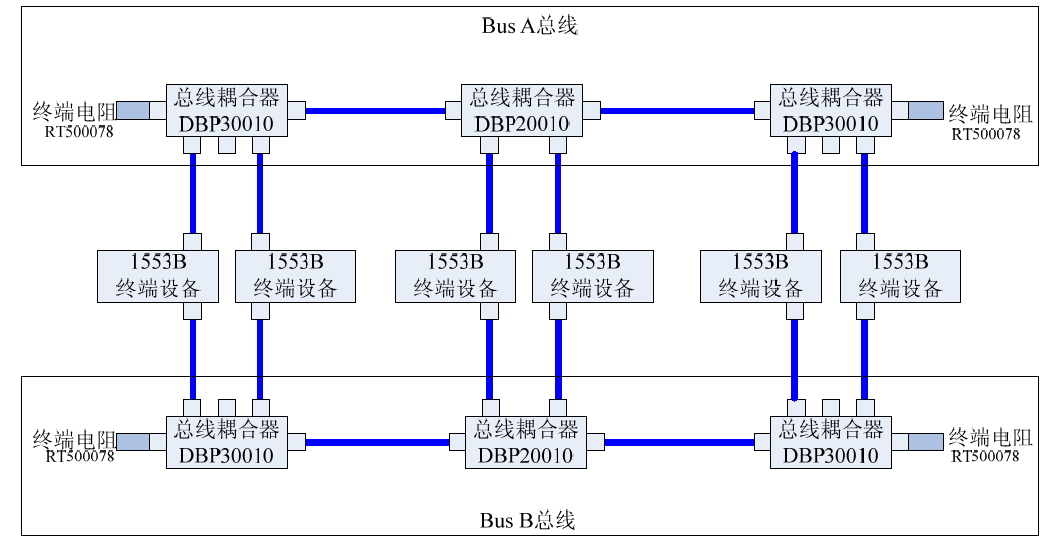 Bus A总线
终端电阻
RT500078
总线耦合器
DBP30010
总线耦合器
DBP20010
总线耦合器
DBP30010
终端电阻
RT500078
1553B
终端设备
1553B
终端设备
1553B
终端设备
1553B
终端设备
1553B
终端设备
1553B
终端设备
终端电阻
RT500078
总线耦合器
DBP30010
总线耦合器
DBP20010
总线耦合器
DBP30010
终端电阻
RT500078
Bus B总线